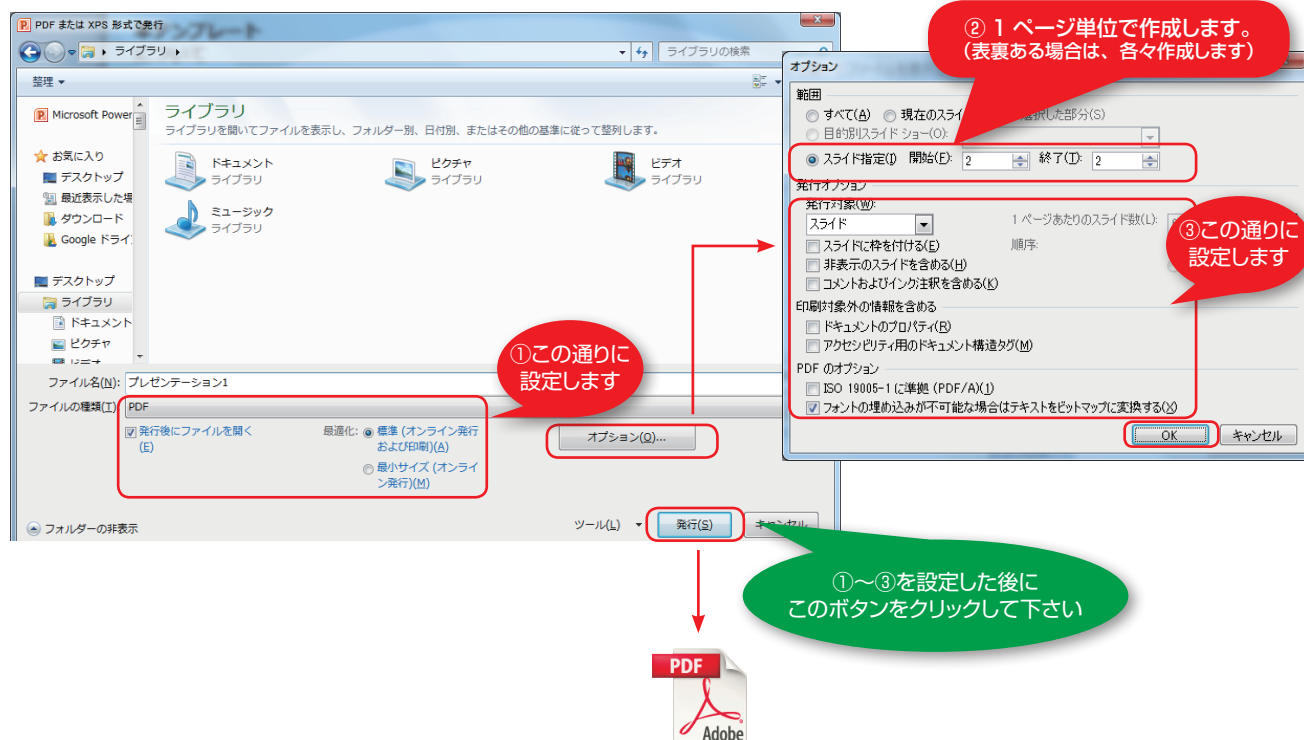 PDF または XPS 形式で発行
ライブラリ
ライブラリの検索
整理
Microsoft Power
お気に入り
デスクトップ
最近表示した場
ダウンロード
Google ドライ
デスクトップ
ライブラリ
ドキュメント
ピクチャ
ビデオ
ライブラリ
ライブラリを開いてファイルを表示し、フォルダー別、日付別、またはその他の基準に従って整列します。
ドキュメント
ライブラリ
ピクチャ
ライブラリ
ビデオ
ライブラリ
ミュージック
ライブラリ
ファイル名(N): プレゼンテーション1
ファイルの種類(T): PDF
発行後にファイルを開く
(E)
最適化: 標準 (オンライン発行
および印刷)(A)
最小サイズ (オンライ
ン発行)(M)
オプション(O)...
①この通りに
設定します
フォルダーの非表示
ツール(L)
発行(S)
キャンセル
②１ページ単位で作成します。
（表裏ある場合は、各々作成します）
オプション
範囲
すべて(A) 現在のスライ 選択した部分(S)
目的別スライド ショー(O):
スライド指定(I) 開始(F): 2 終了(T): 2
発行オプション
発行対象(W):
スライド
1 ページあたりのスライド数(L):
スライドに枠を付ける(E)
順序:
非表示のスライドを含める(H)
コメントおよびインク注釈を含める(K)
③この通りに
設定します
印刷対象外の情報を含める
ドキュメントのプロパティ(R)
アクセシビリティ用のドキュメント構造タグ(M)
PDF のオプション
ISO 19005-1 に準拠 (PDF/A)(1)
フォントの埋め込みが不可能な場合はテキストをビットマップに変換する(X)
OK
キャンセル
①〜③を設定した後に
このボタンをクリックして下さい
PDF
Adobe